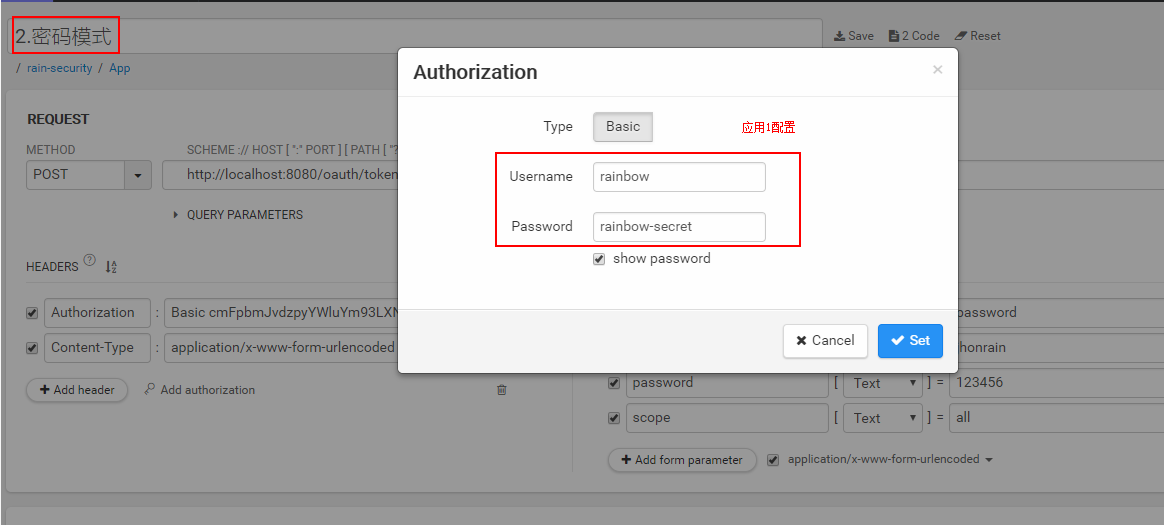 2.密码模式
Save 2 Code Reset
/ rain-security / App
Authorization ×
REQUEST
Type Basic 应用1配置
METHOD SCHEME :// HOST [ ":" PORT ] [ PATH [ "?
POST http://localhost:8080/oauth/token
Username rainbow
QUERY PARAMETERS
Password rainbow-secret
show password
HEADERS ? A Z
Authorization : Basic cmFpbmJvdzpyYWluYm93LXN password
Content-Type : application/x-www-form-urlencoded honrain
Cancel Set
Add header Add authorization
password [ Text ] = 123456
scope [ Text ] = all
Add form parameter application/x-www-form-urlencoded